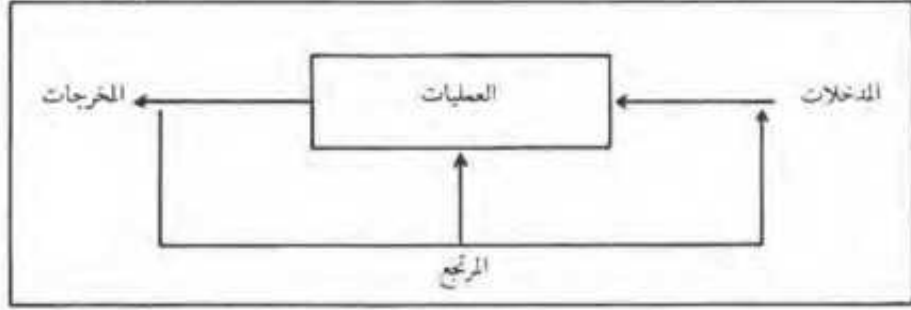 المدخلات
العمليات
المخرجات
المرتجع